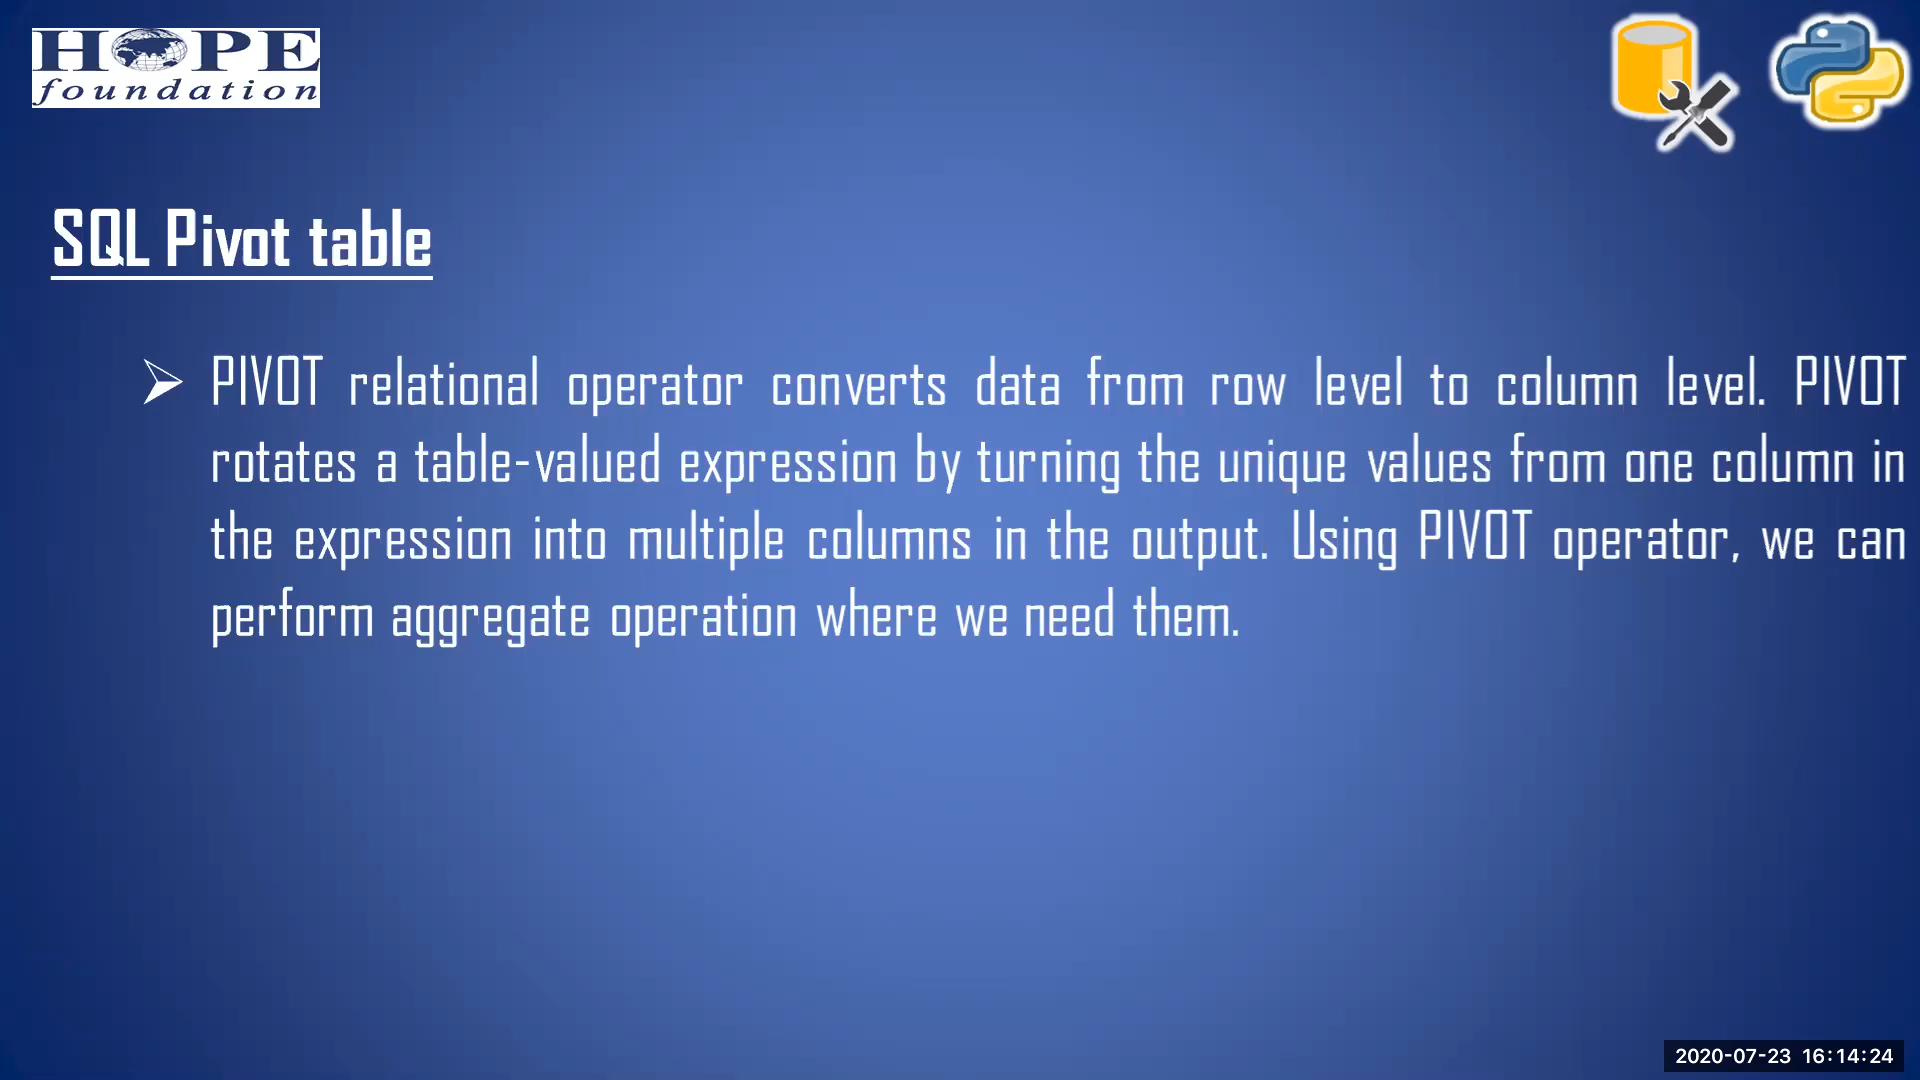 HOPE
foundation
SQL Pivot table
PIVOT relational operator converts data from row level to column level. PIVOT
rotates a table-valued expression by turning the unique values from one column in
the expression into multiple columns in the output. Using PIVOT operator, we can
perform aggregate operation where we need them.
2020-07-23 16:14:24